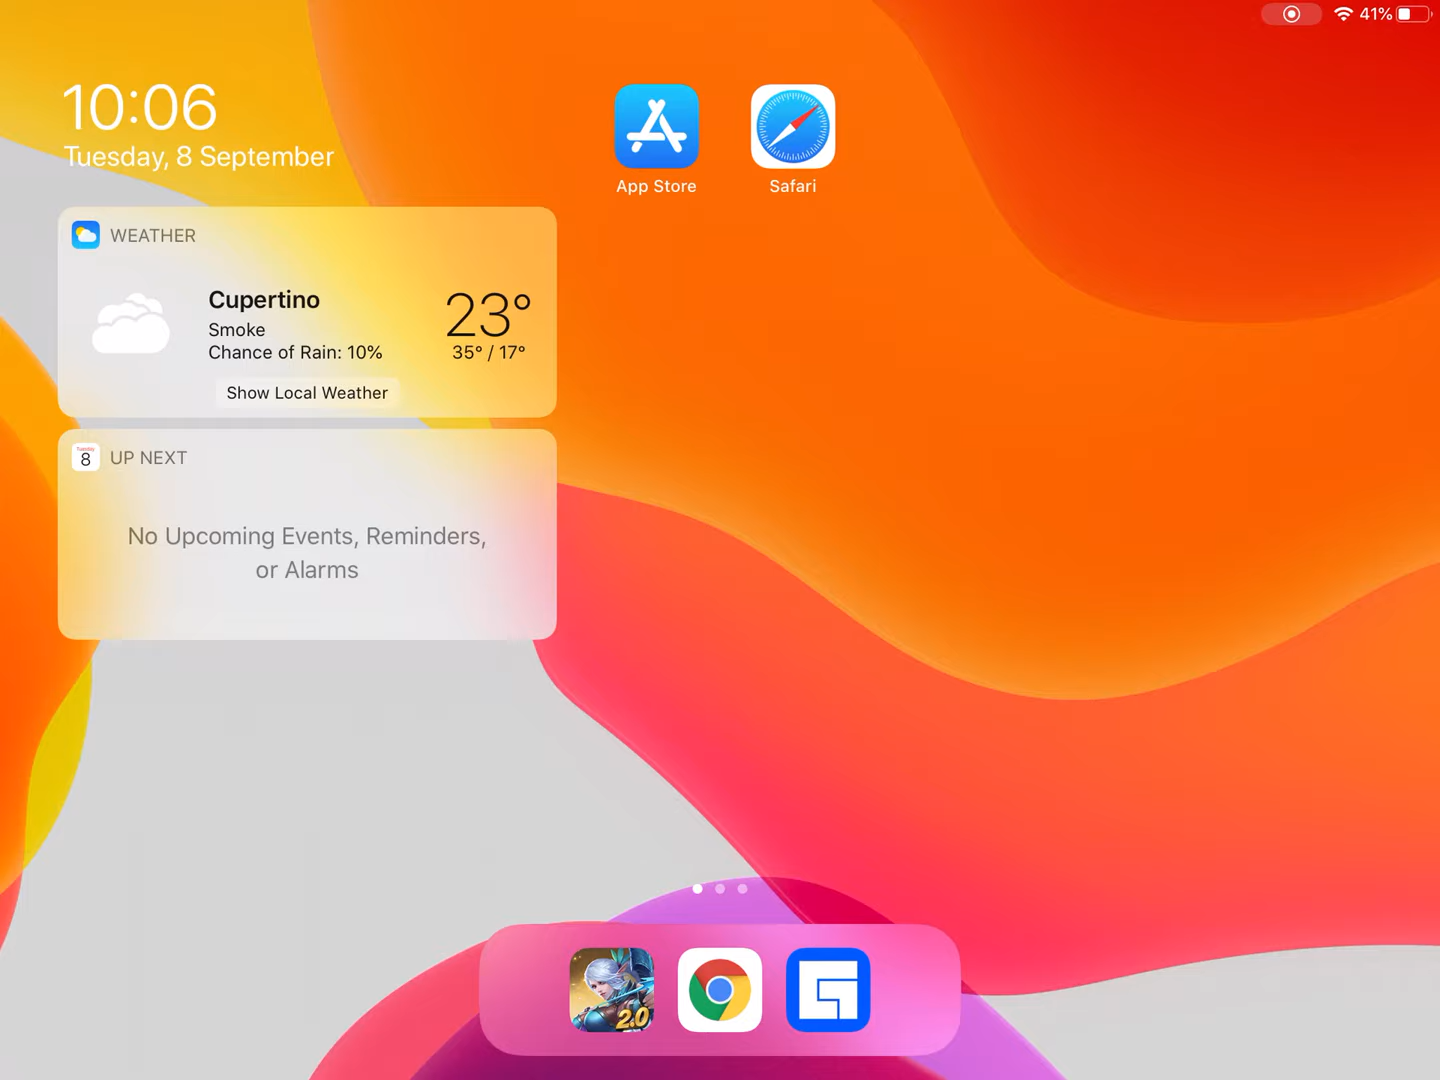 41%
10:06
Tuesday, 8 September
App Store
Safari
WEATHER
Cupertino
Smoke
Chance of Rain: 10%
23°
35° / 17°
Show Local Weather
Tuesday
8
UP NEXT
No Upcoming Events, Reminders,
or Alarms
2.0